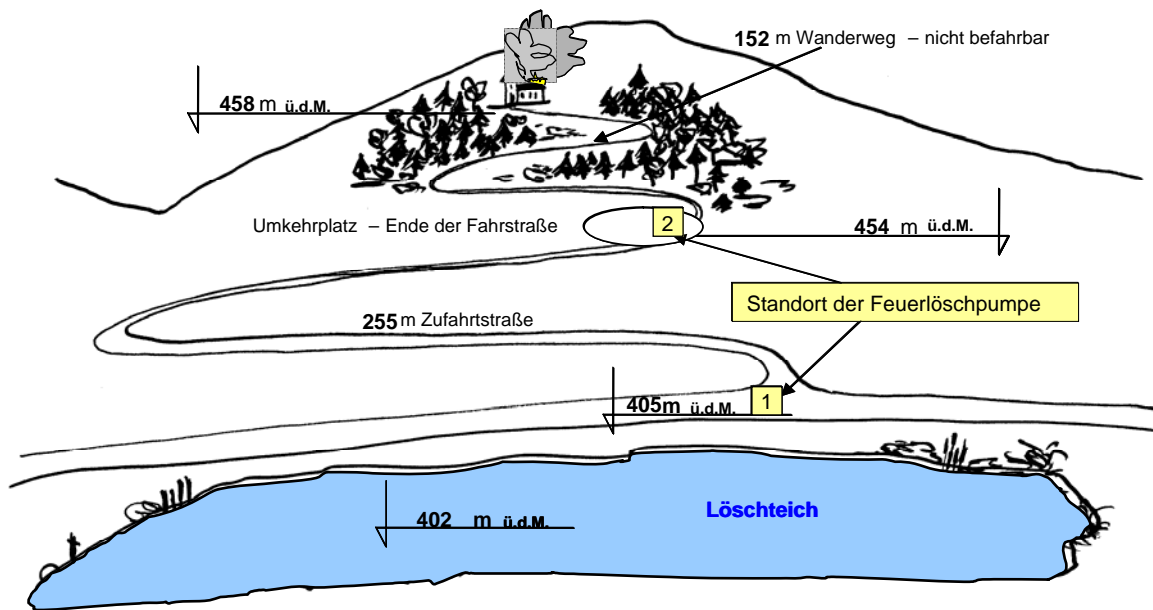 152 m Wanderweg – nicht befahrbar
458 m ü.d.M.
Umkehrplatz – Ende der Fahrstraße
2
454 m ü.d.M.
Standort der Feuerlöschpumpe
255 m Zufahrtstraße
405m ü.d.M.
1
402 m ü.d.M.
Löschteich